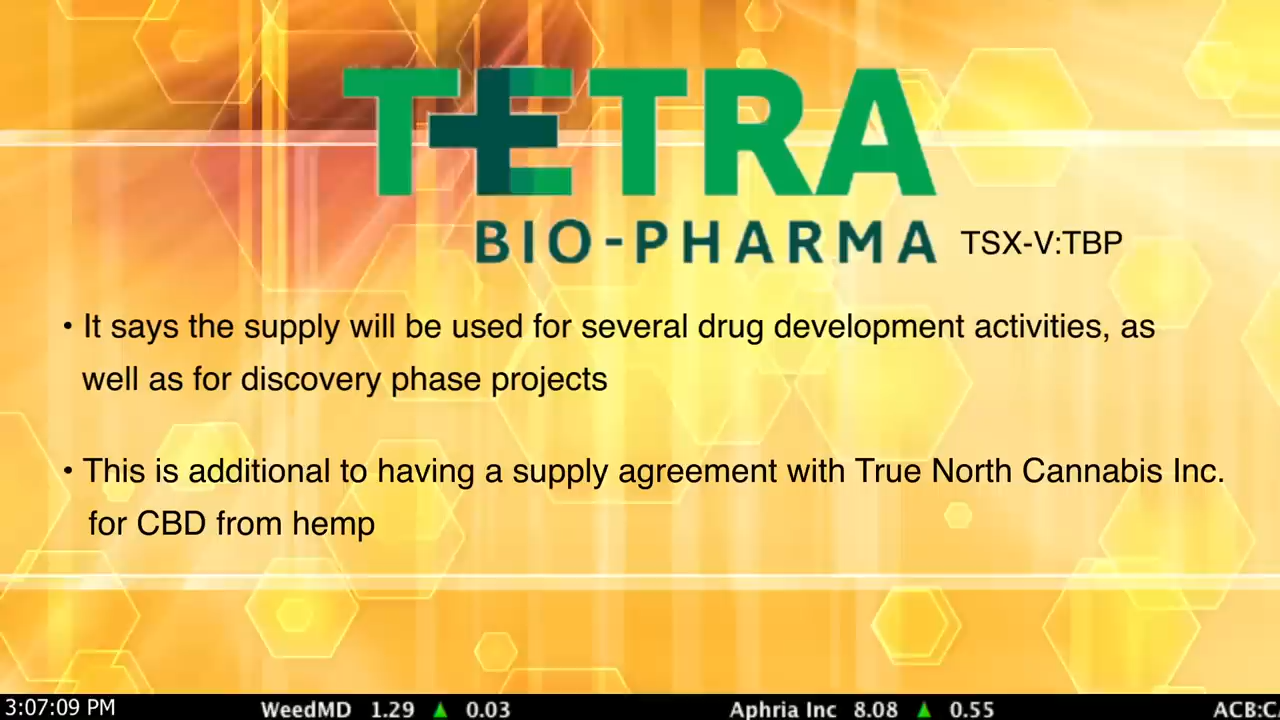 TETRA
BIO-PHARMA TSX-V:TBP
• It says the supply will be used for several drug development activities, as
well as for discovery phase projects
• This is additional to having a supply agreement with True North Cannabis Inc.
for CBD from hemp
3:07:09 PM WeedMD 1.29 ▲ 0.03 Aphria Inc 8.08 ▲ 0.55 ACB:C